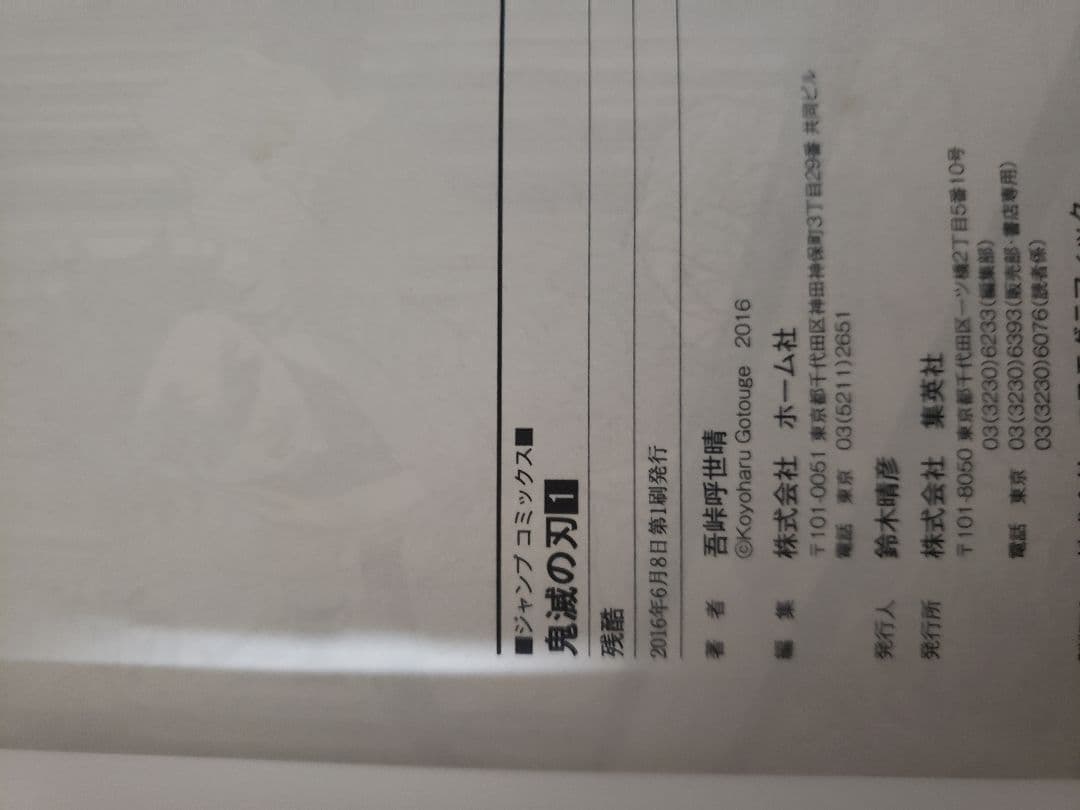 ■ジャンプ コミックス■
鬼滅の刃1
残酷
2016年6月8日第1刷発行
著 者 吾峠呼世晴
©Koyoharu Gotouge 2016
編 集 株式会社 ホーム社
〒101-0051 東京都千代田区神田神保町3丁目29番 共同ビル
電話 東京 03(5211)2651
発行人 鈴木晴彦
発行所 株式会社 集英社
〒101-8050 東京都千代田区一ツ橋2丁目5番10号
03(3230)6233(編集部)
電話 東京 03(3230)6393(販売部・書店専用)
03(3230)6076(読者係)